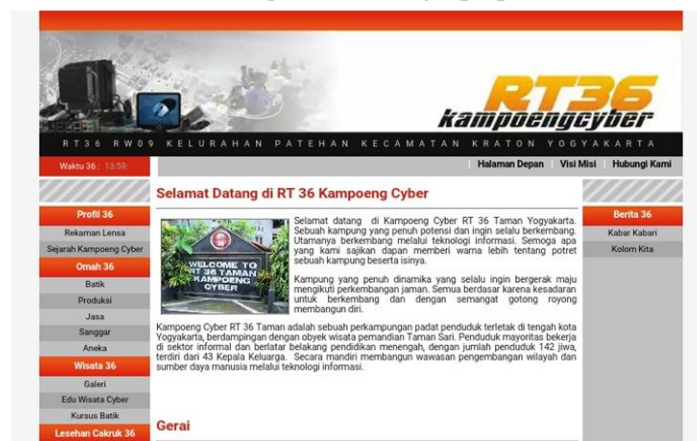 RT36
kampoengcyber
RT36 RW09 KELURAHAN PATEHAN KECAMATAN KRATON YOGYAKARTA
Waktu 36 : 13:59
Halaman Depan | Visi Misi | Hubungi Kami
Profil 36
Rekaman Lensa
Sejarah Kampoeng Cyber
Omah 36
Batik
Produksi
Jasa
Sanggar
Aneka
Wisata 36
Galeri
Edu Wisata Cyber
Kursus Batik
Lesehan Cakruk 36
Selamat Datang di RT 36 Kampoeng Cyber
WELCOME TO
RT 36 TAMAN
KAMPOENG
CYBER
Selamat datang di Kampoeng Cyber RT 36 Taman Yogyakarta.
Sebuah kampung yang penuh potensi dan ingin selalu berkembang.
Utamanya berkembang melalui teknologi informasi. Semoga apa
yang kami sajikan dapan memberi warna lebih tentang potret
sebuah kampung beserta isinya.
Kampung yang penuh dinamika yang selalu ingin bergerak maju
mengikuti perkembangan jaman. Semua berdasar karena kesadaran
untuk berkembang dan dengan semangat gotong royong
membangun diri.
Kampoeng Cyber RT 36 Taman adalah sebuah perkampungan padat penduduk terletak di tengah kota
Yogyakarta, berdampingan dengan obyek wisata pemandian Taman Sari. Penduduk mayoritas bekerja
di sektor informal dan berlatar belakang pendidikan menengah, dengan jumlah penduduk 142 jiwa,
terdiri dari 43 Kepala Keluarga. Secara mandiri membangun wawasan pengembangan wilayah dan
sumber daya manusia melalui teknologi informasi.
Gerai
Berita 36
Kabar Kabari
Kolom Kita